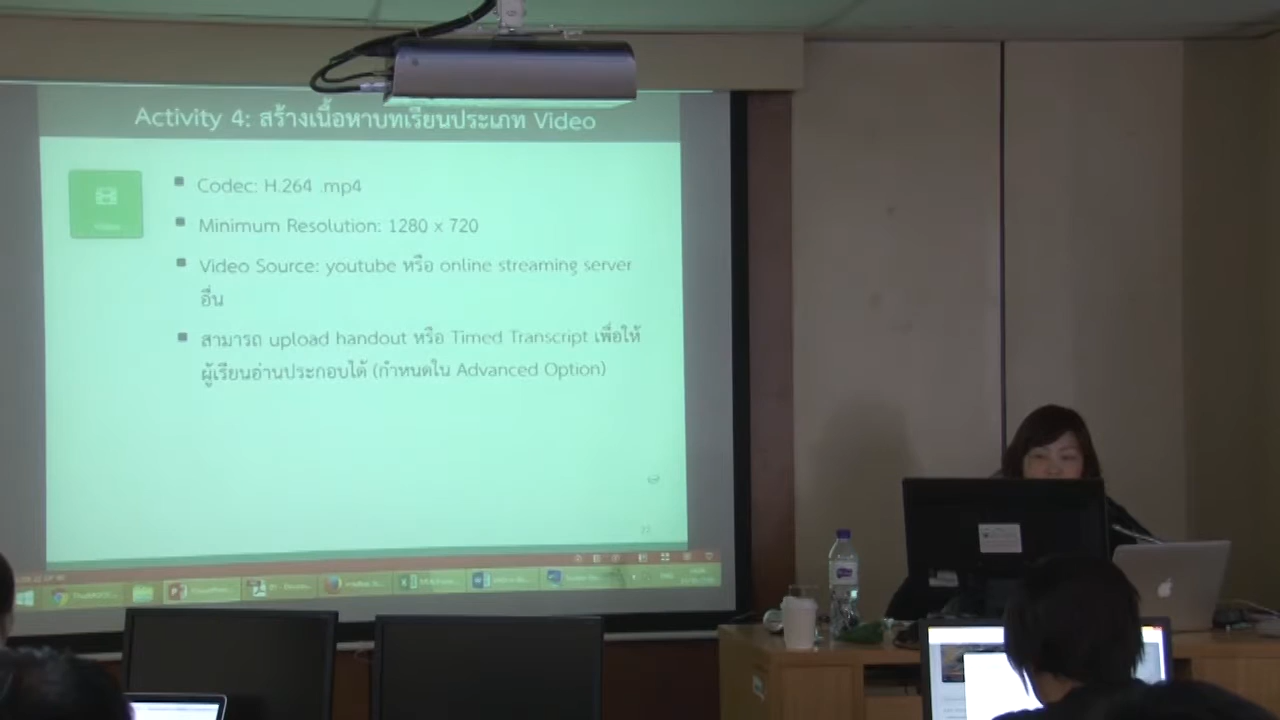 Activity 4: สร้างเนื้อหาบทเรียนประเภท Video
Video
Codec: H.264 .mp4
Minimum Resolution: 1280 x 720
Video Source: youtube หรือ online streaming server
อื่น
สามารถ upload handout หรือ Timed Transcript เพื่อให้
ผู้เรียนอ่านประกอบได้ (กำหนดใน Advanced Option)